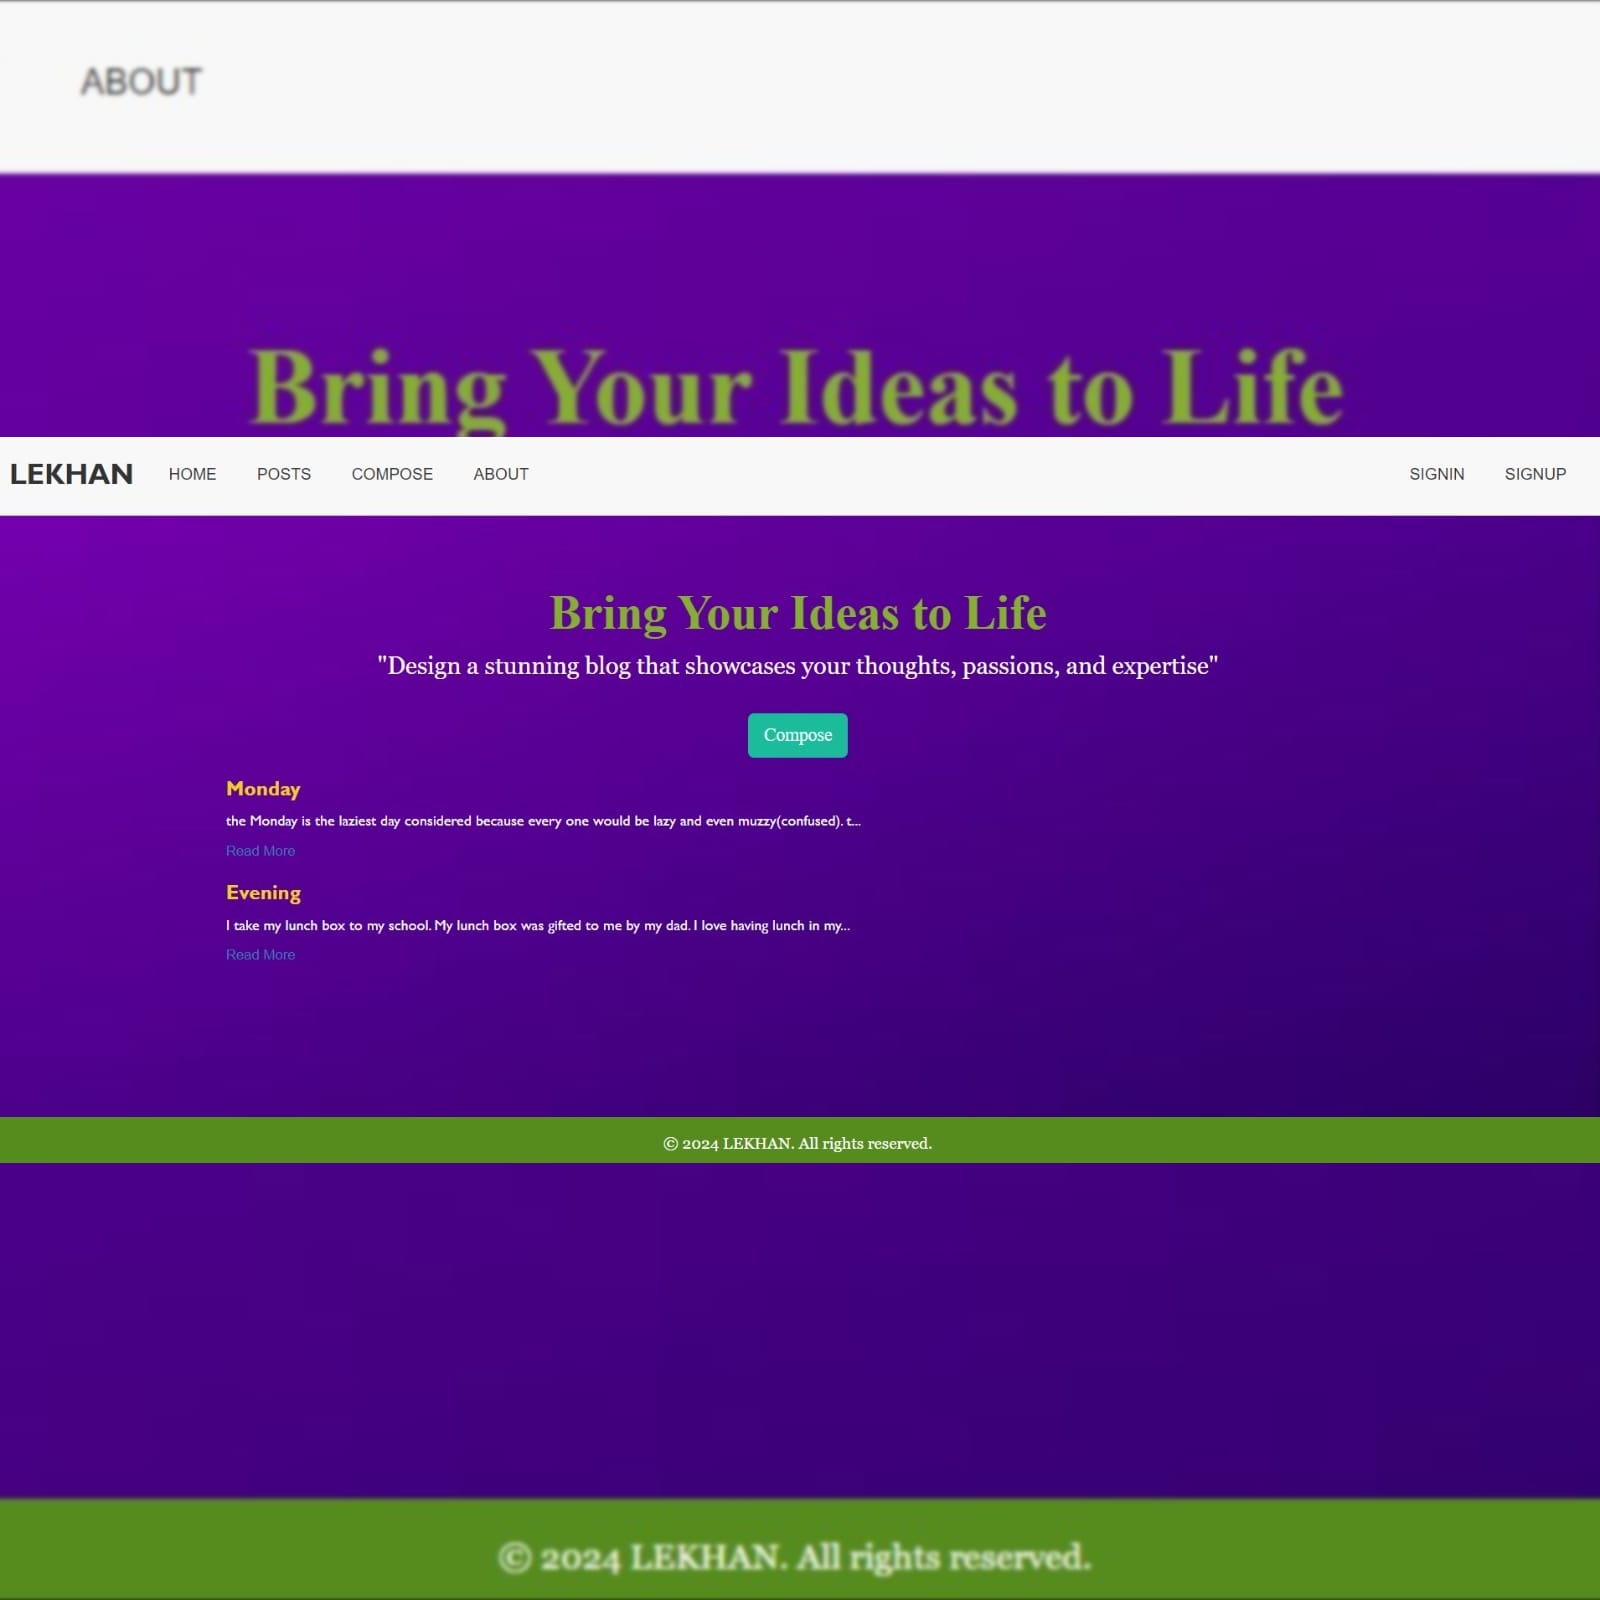 ABOUT
Bring Your Ideas to Life
LEKHAN HOME POSTS COMPOSE ABOUT SIGNIN SIGNUP
Bring Your Ideas to Life
"Design a stunning blog that showcases your thoughts, passions, and expertise"
Compose
Monday
the Monday is the laziest day considered because every one would be lazy and even muzzy(confused). t...
Read More
Evening
I take my lunch box to my school. My lunch box was gifted to me by my dad. I love having lunch in my...
Read More
© 2024 LEKHAN. All rights reserved.
© 2024 LEKHAN. All rights reserved.